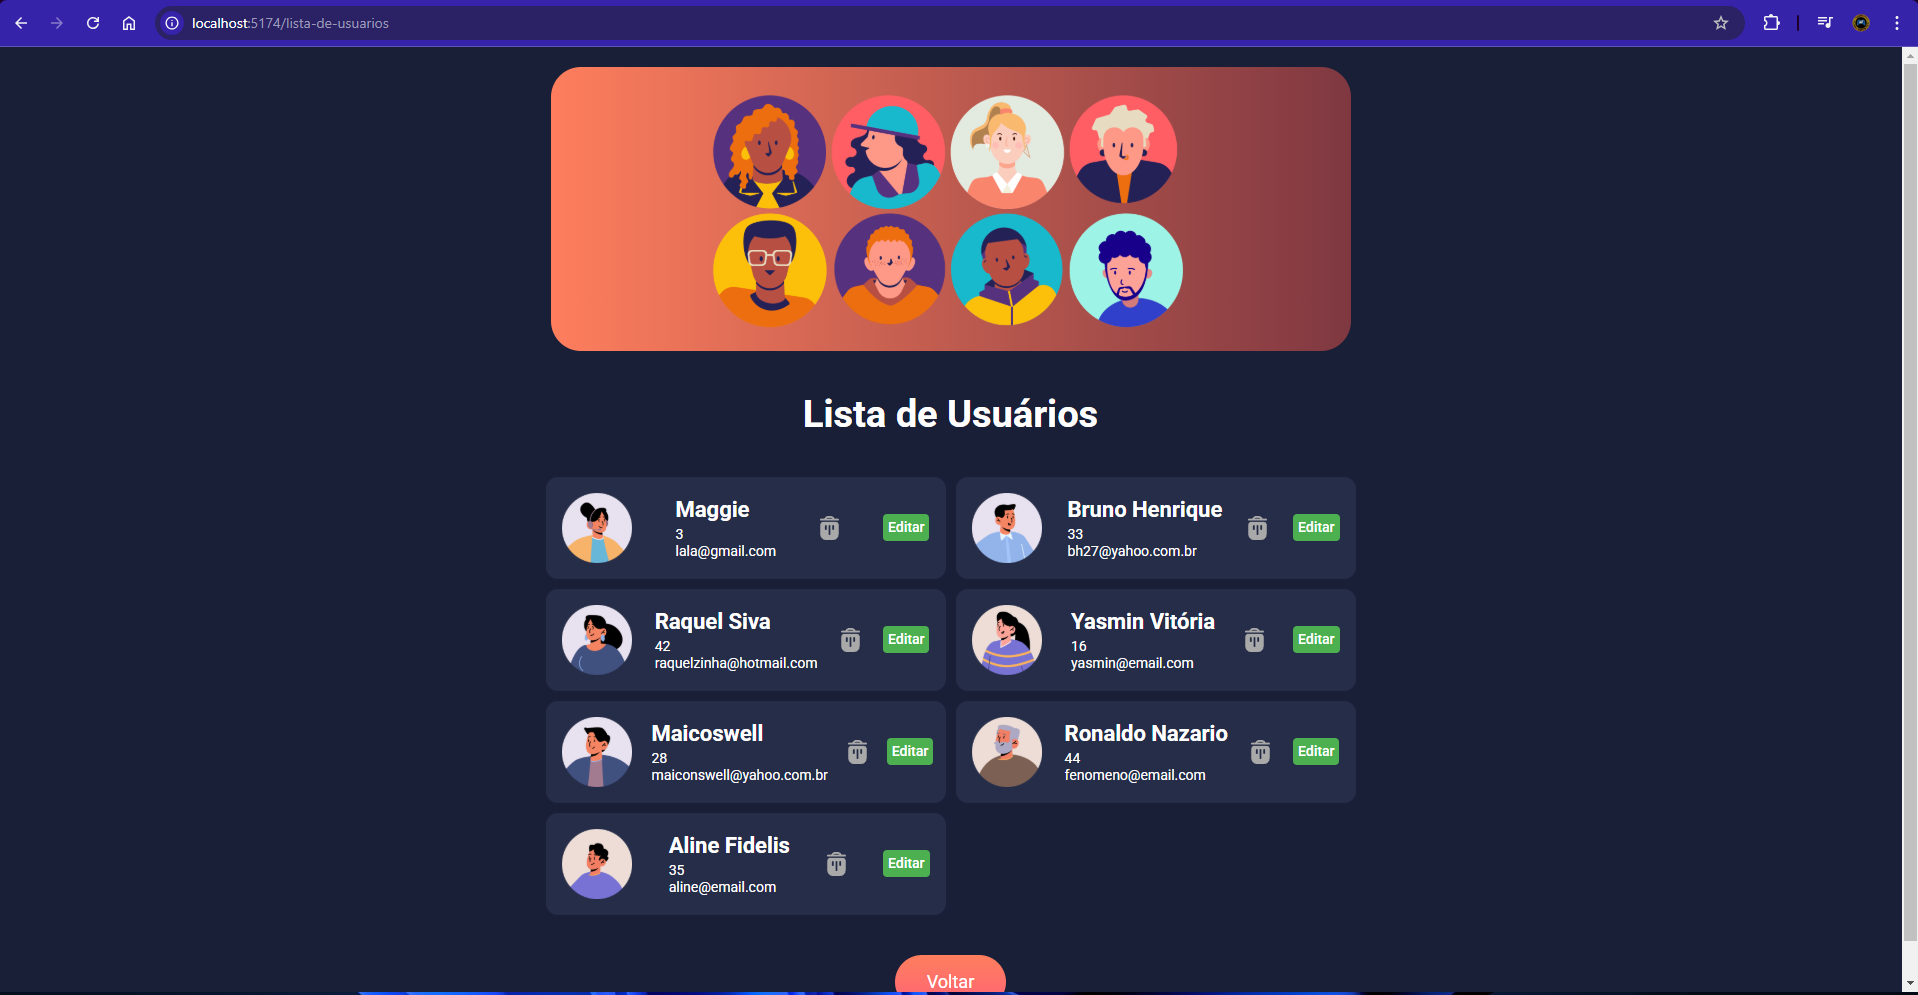 localhost:5174/lista-de-usuarios
Lista de Usuários
Maggie
3
lala@gmail.com
Editar
Bruno Henrique
33
bh27@yahoo.com.br
Editar
Raquel Siva
42
raquelzinha@hotmail.com
Editar
Yasmin Vitória
16
yasmin@email.com
Editar
Maicoswell
28
maiconswell@yahoo.com.br
Editar
Ronaldo Nazario
44
fenomeno@email.com
Editar
Aline Fidelis
35
aline@email.com
Editar
Voltar